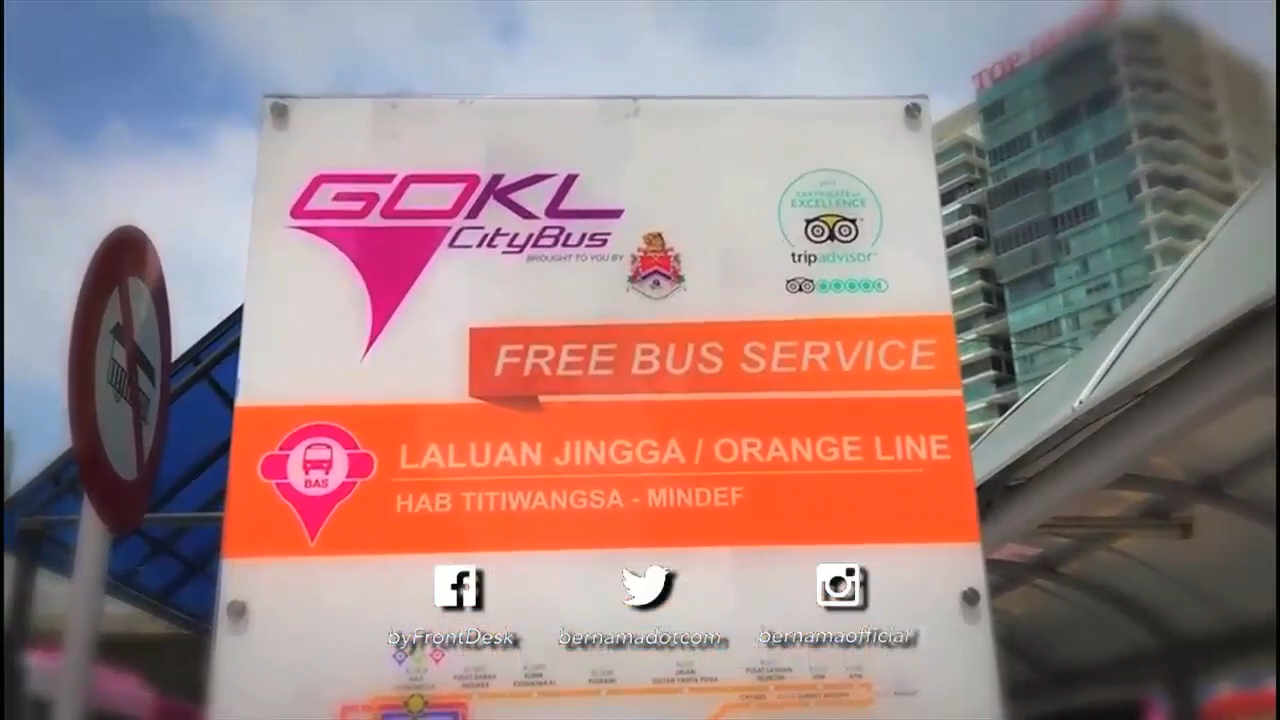 TOP GLOVE
GOKL
CityBus
BROUGHT TO YOU BY
CERTIFICATE of
EXCELLENCE
tripadvisor
FREE BUS SERVICE
BAS
LALUAN JINGGA / ORANGE LINE
HAB TITIWANGSA - MINDEF
byFrontDesk
bernamadotcom
bernamaofficial